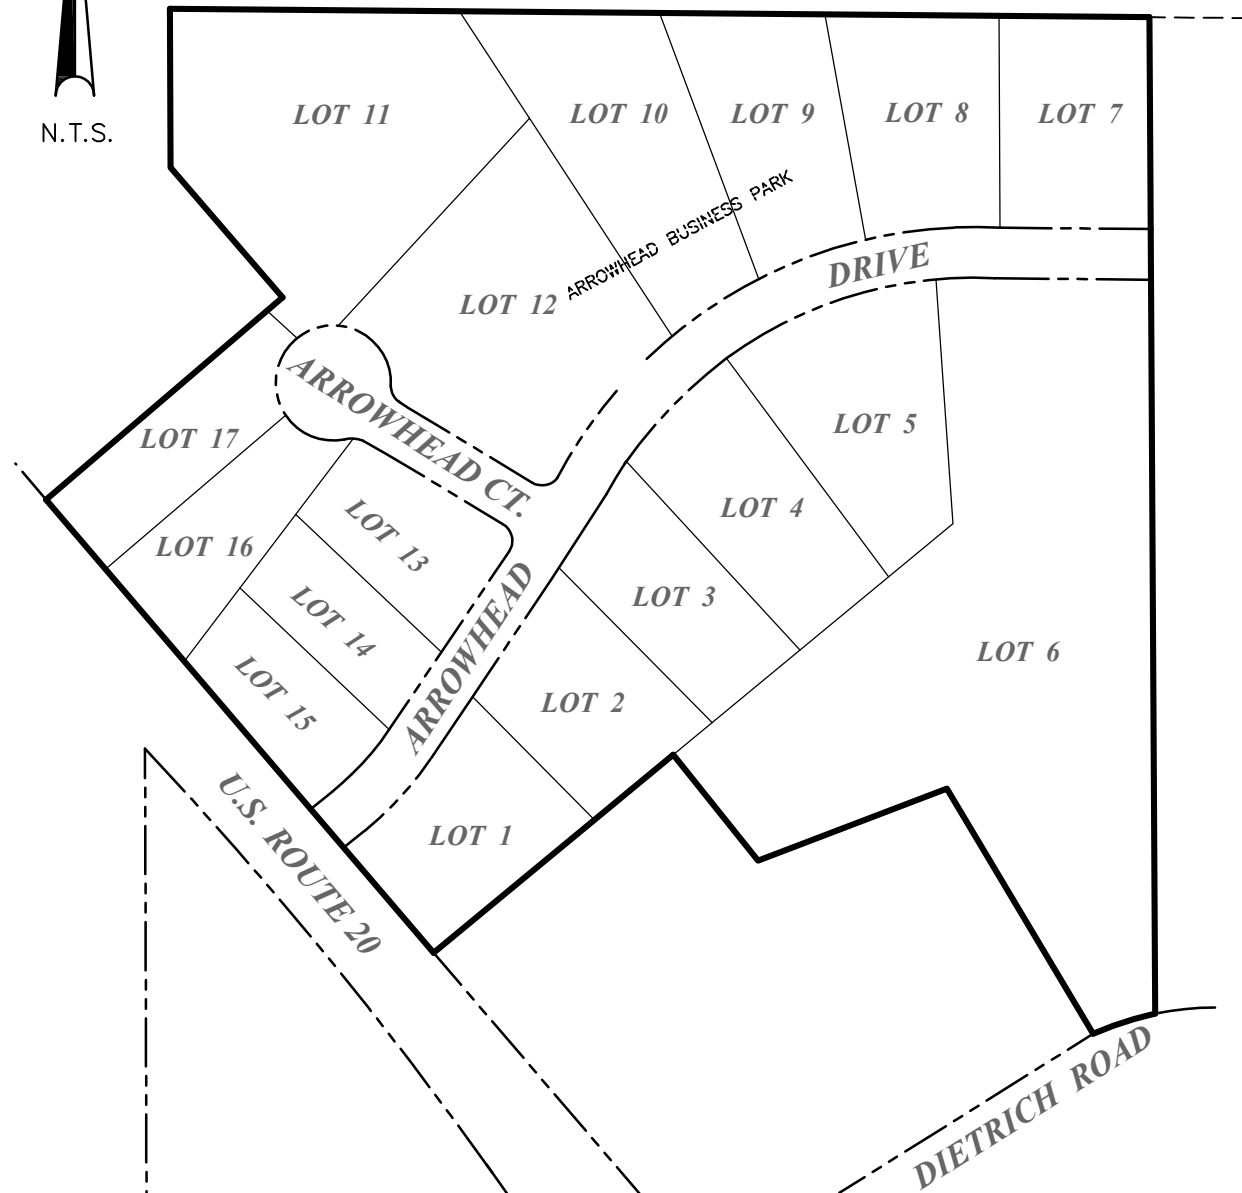 N.T.S.
LOT 11
LOT 10
LOT 9
LOT 8
LOT 7
ARROWHEAD BUSINESS PARK
DRIVE
LOT 12
ARROWHEAD CT.
LOT 17
LOT 5
LOT 16
LOT 13
LOT 4
LOT 14
ARROWHEAD
LOT 3
LOT 6
LOT 15
LOT 2
LOT 1
U.S. ROUTE 20
DIETRICH ROAD